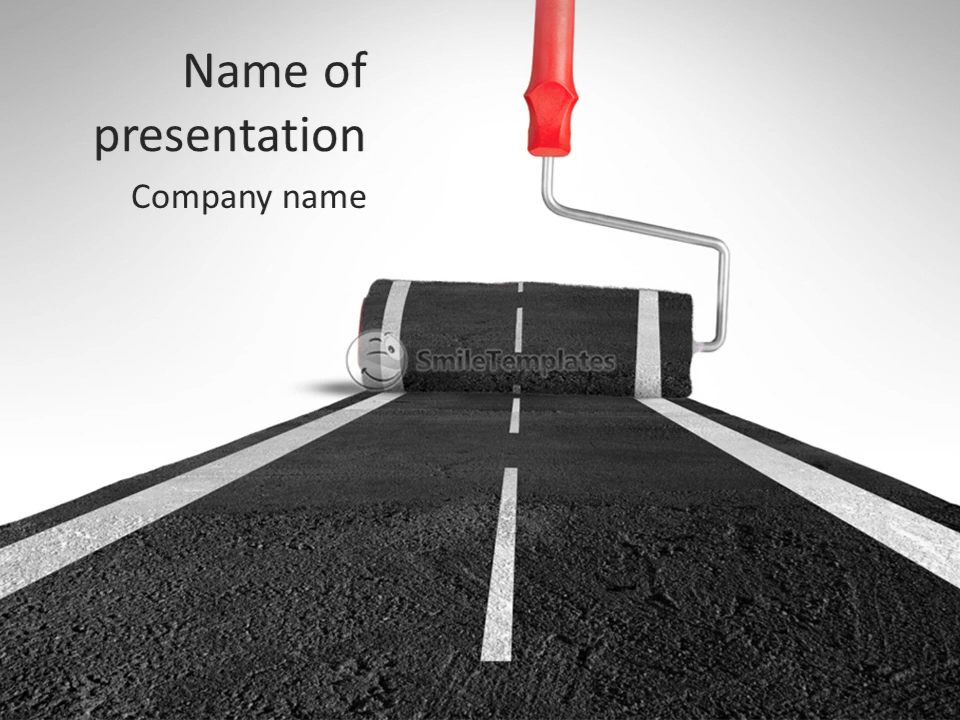 Name of
presentation
Company name
SmileTemplates